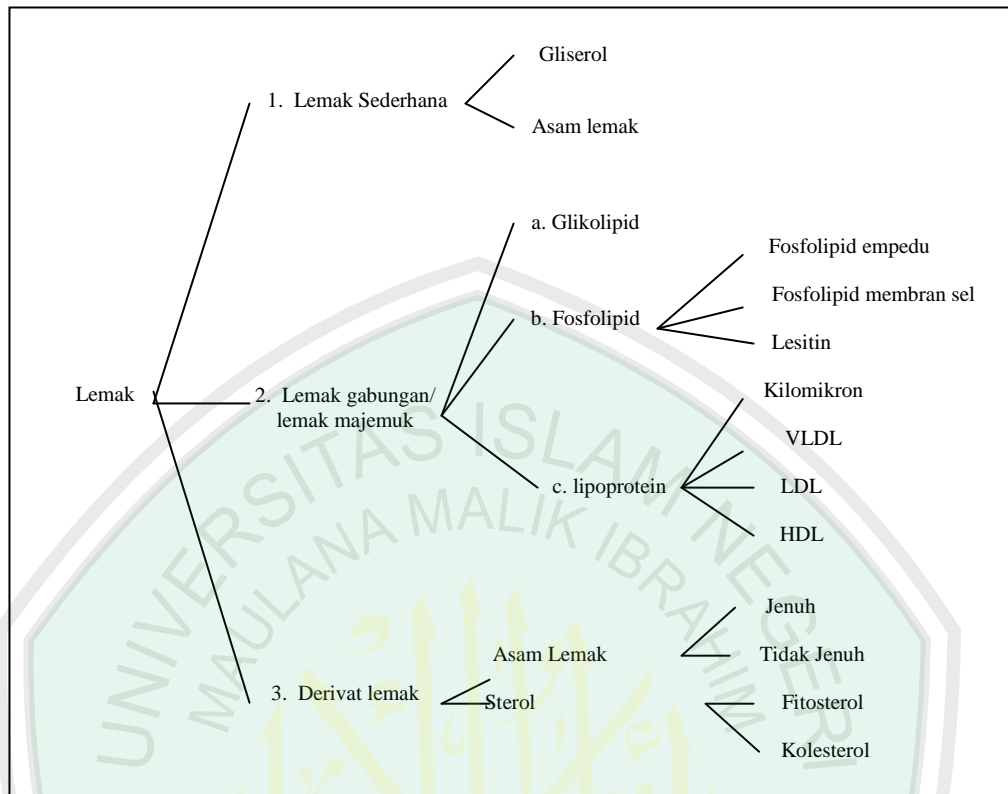 Gliserol
1. Lemak Sederhana
Asam lemak
a. Glikolipid
Fosfolipid empedu
Fosfolipid membran sel
b. Fosfolipid
Lesitin
Lemak
2. Lemak gabungan/
lemak majemuk
Kilomikron
VLDL
c. lipoprotein
LDL
HDL
Jenuh
Asam Lemak
Tidak Jenuh
3. Derivat lemak
Sterol
Fitosterol
Kolesterol
UNIVERSITAS ISLAM NEGERI
MAULANA MALIK IBRAHIM